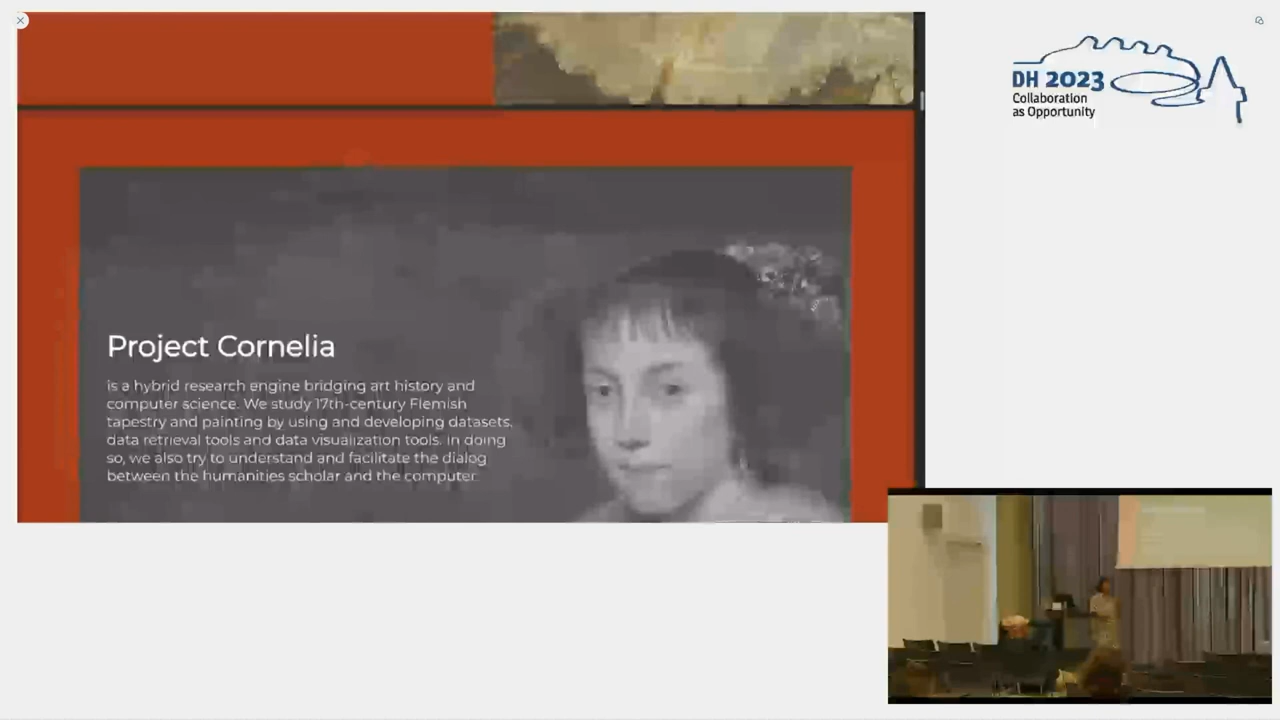 DH 2023
Collaboration
as Opportunity
Project Cornelia
is a hybrid research engine bridging art history and
computer science. We study 17th-century Flemish
tapestry and painting by using and developing datasets,
data retrieval tools and data visualization tools. In doing
so, we also try to understand and facilitate the dialog
between the humanities scholar and the computer.